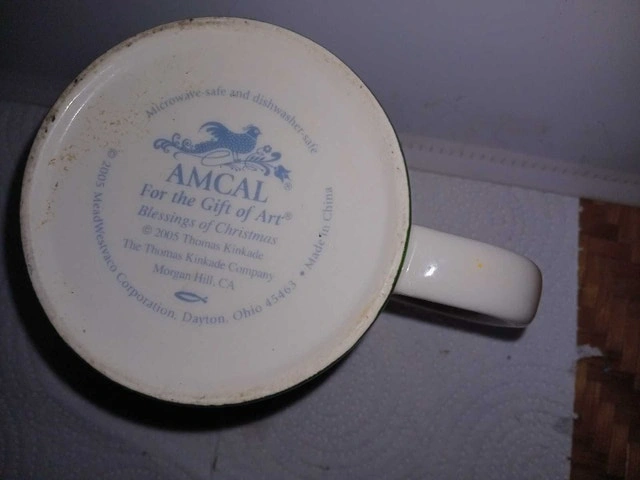 Microwave-safe and dishwasher-safe
AMCAL®
For the Gift of Art®
Blessings of Christmas
© 2005 Thomas Kinkade
The Thomas Kinkade Company
Morgan Hill, CA
© 2005 MeadWestvaco Corporation, Dayton, Ohio 45463 • Made in China